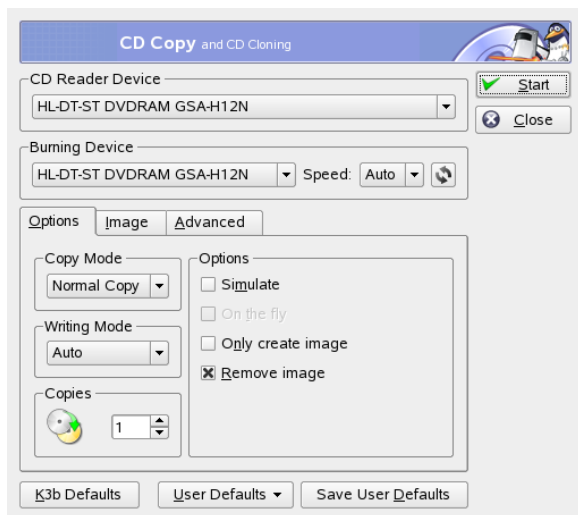 CD Copy and CD Cloning
CD Reader Device
HL-DT-ST DVDRAM GSA-H12N
Start
Close
Burning Device
HL-DT-ST DVDRAM GSA-H12N Speed: Auto
Options Image Advanced
Copy Mode
Normal Copy
Writing Mode
Auto
Copies
1
Options
Simulate
On the fly
Only create image
Remove image
K3b Defaults User Defaults Save User Defaults